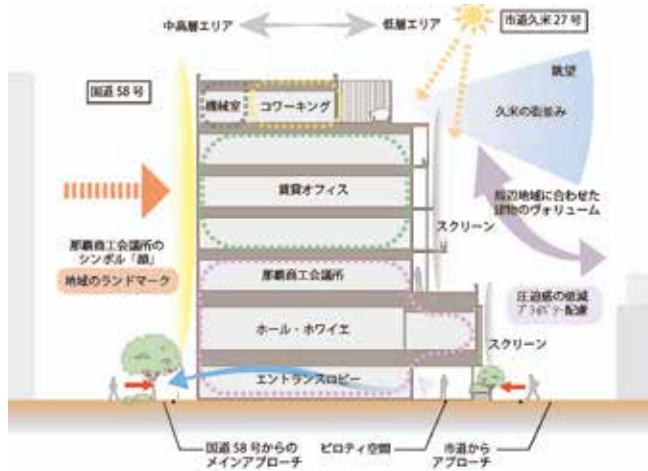 中高層エリア
低層エリア
市道久米27号
国道58号
眺望
久米の街並み
機械室
コワーキング
賃貸オフィス
周辺地域に合わせた
建物のヴォリューム
スクリーン
那覇商工会議所の
シンボル「顔」
地域のランドマーク
那覇商工会議所
圧迫感の低減
プライバシー配慮
ホール・ホワイエ
スクリーン
エントランスロビー
国道58号からの
メインアプローチ
ピロティ空間
市道から
アプローチ